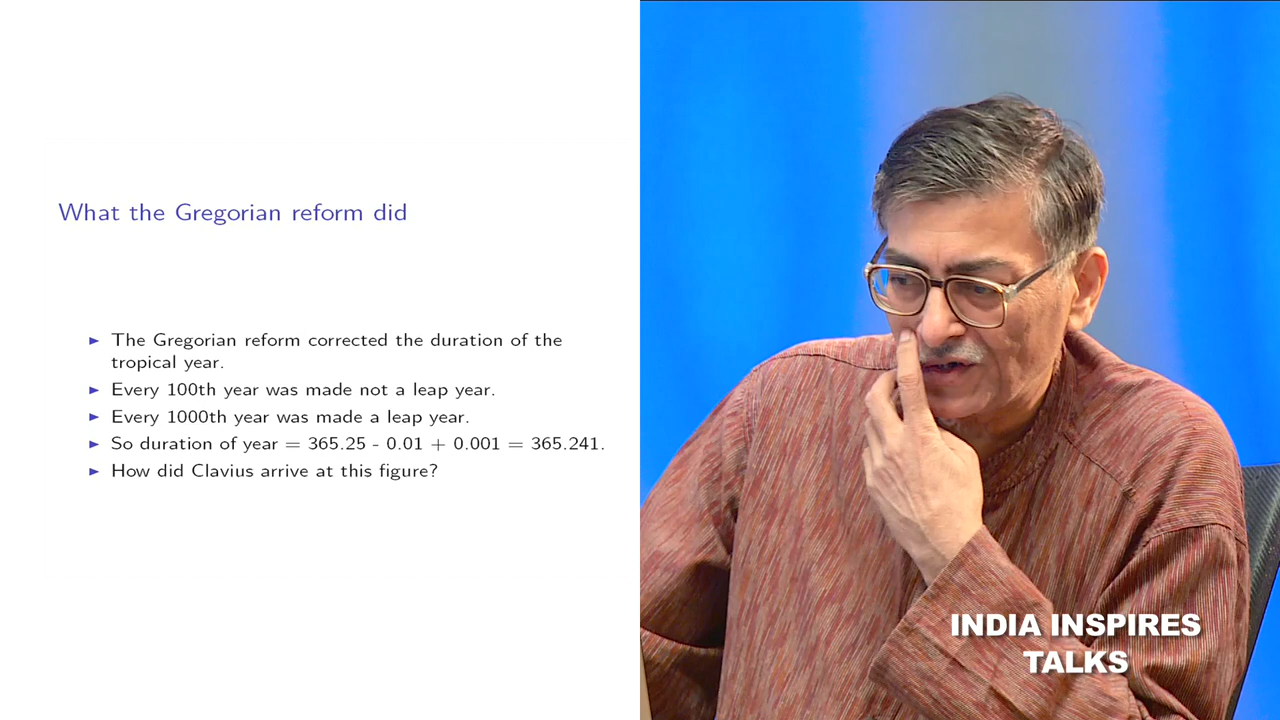 What the Gregorian reform did
► The Gregorian reform corrected the duration of the
tropical year.
► Every 100th year was made not a leap year.
► Every 1000th year was made a leap year.
► So duration of year = 365.25 - 0.01 + 0.001 = 365.241.
► How did Clavius arrive at this figure?
INDIA INSPIRES
TALKS